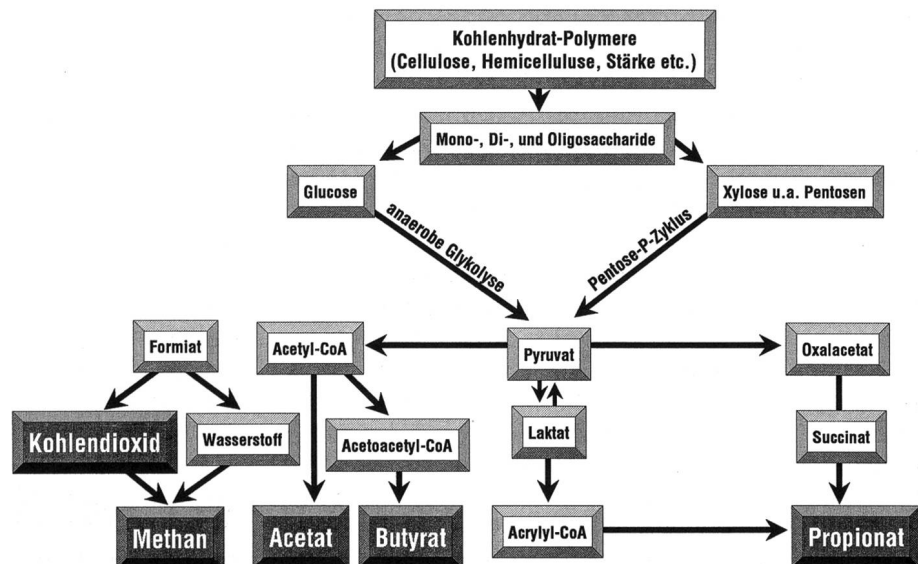 Kohlenhydrat-Polymere
(Cellulose, Hemicelluluse, Stärke etc.)
Mono-, Di-, und Oligosaccharide
Glucose
Xylose u.a. Pentosen
anaerobe Glykolyse
Pentose-P-Zyklus
Formiat
Acetyl-CoA
Pyruvat
Oxalacetat
Kohlendioxid
Wasserstoff
Acetoacetyl-CoA
Laktat
Succinat
Methan
Acetat
Butyrat
Acrylyl-CoA
Propionat